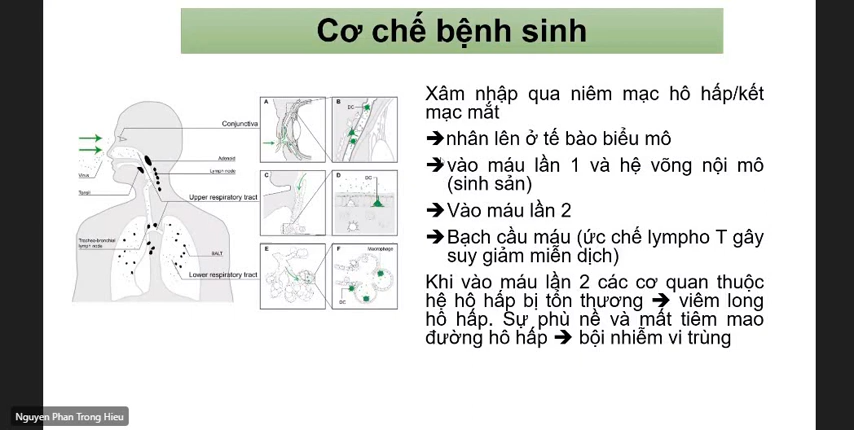 Cơ chế bệnh sinh
Conjunctiva
Adenoid
Lymph node
Virus
Tonsil
Upper respiratory tract
Tracheo-bronchial
lymph node
BALT
Lower respiratory tract
A
B
DC
C
D
DC
E
F
Macrophage
DC
Xâm nhập qua niêm mạc hô hấp/kết
mạc mắt
➔nhân lên ở tế bào biểu mô
➔vào máu lần 1 và hệ võng nội mô
(sinh sản)
➔Vào máu lần 2
➔Bạch cầu máu (ức chế lympho T gây
suy giảm miễn dịch)
Khi vào máu lần 2 các cơ quan thuộc
hệ hô hấp bị tổn thương ➔ viêm long
hô hấp. Sự phù nề và mất tiêm mao
đường hô hấp ➔ bội nhiễm vi trùng
Nguyen Phan Trong Hieu